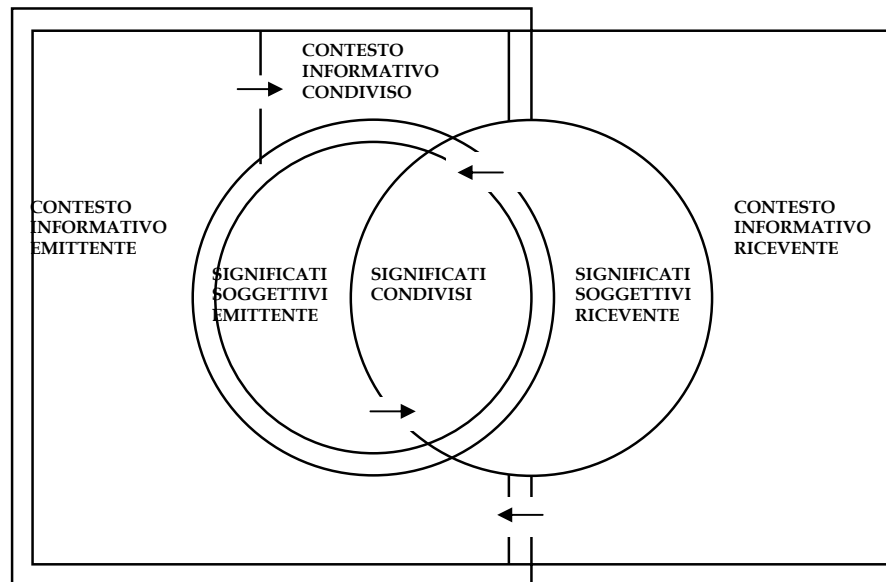 CONTESTO
INFORMATIVO
CONDIVISO
CONTESTO
INFORMATIVO
EMITTENTE
SIGNIFICATI
SOGGETTIVI
EMITTENTE
SIGNIFICATI
CONDIVISI
SIGNIFICATI
SOGGETTIVI
RICEVENTE
CONTESTO
INFORMATIVO
RICEVENTE